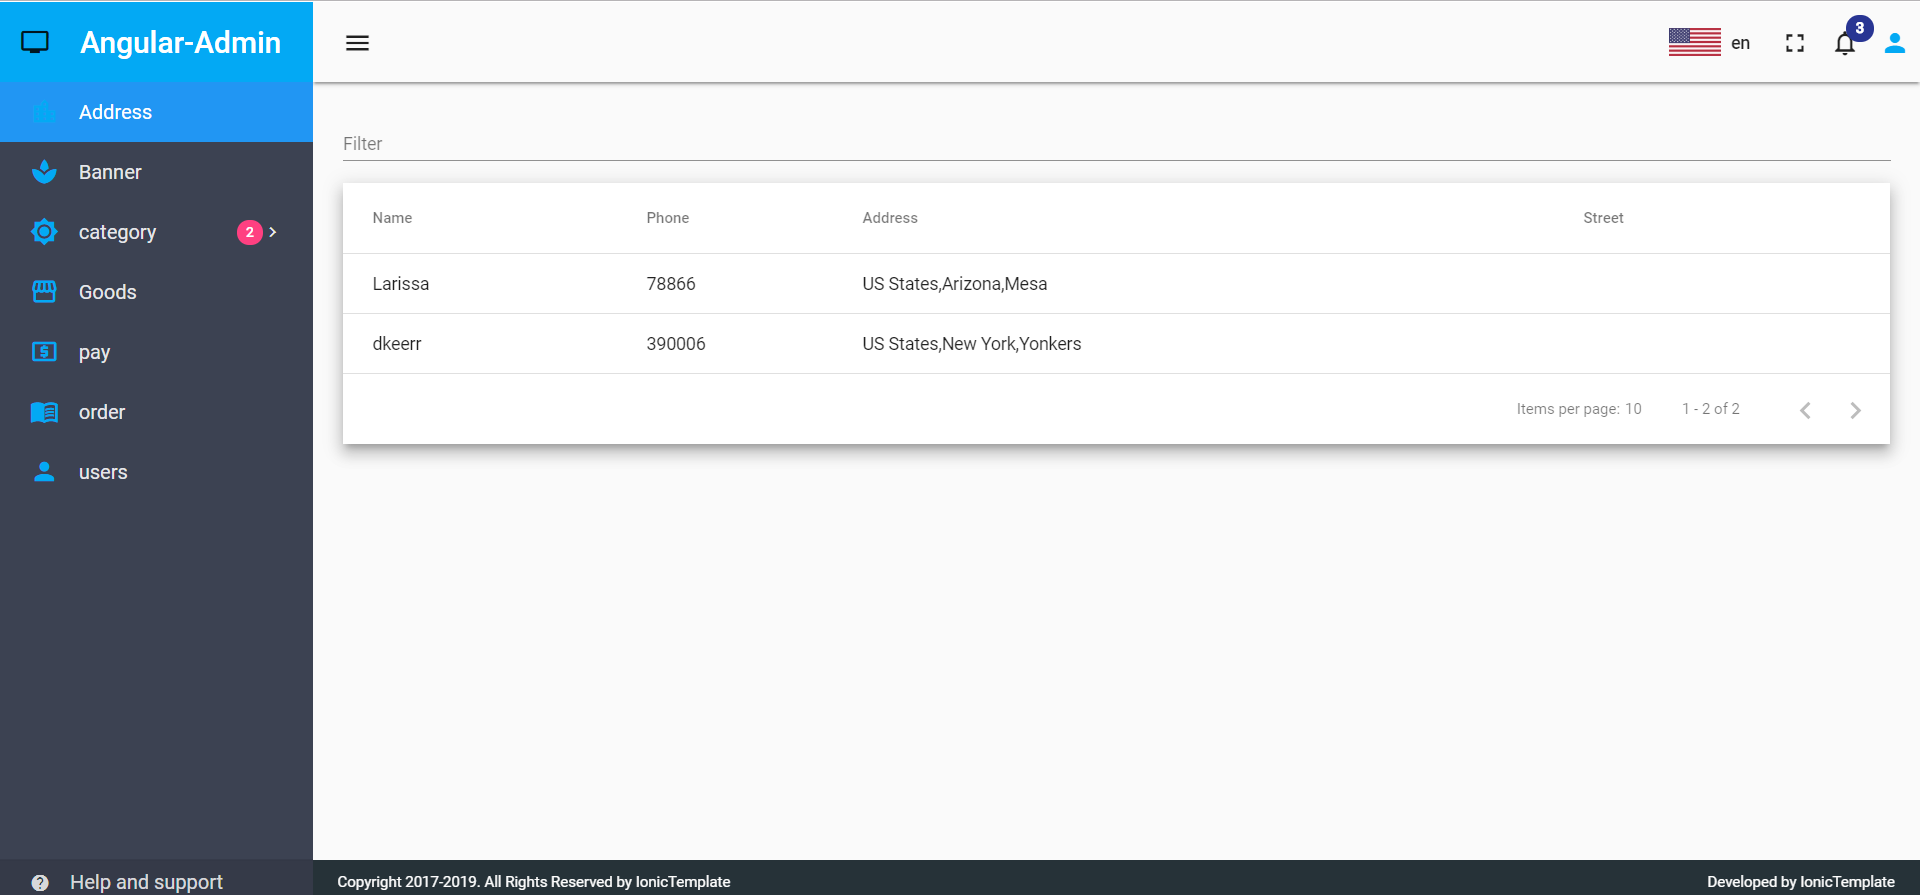 Angular-Admin
en
3
Address
Banner
category 2
Goods
pay
order
users
Help and support
Filter
Name Phone Address Street
Larissa 78866 US States,Arizona,Mesa
dkeerr 390006 US States,New York,Yonkers
Items per page: 10 1 - 2 of 2
Copyright 2017-2019. All Rights Reserved by IonicTemplate
Developed by IonicTemplate